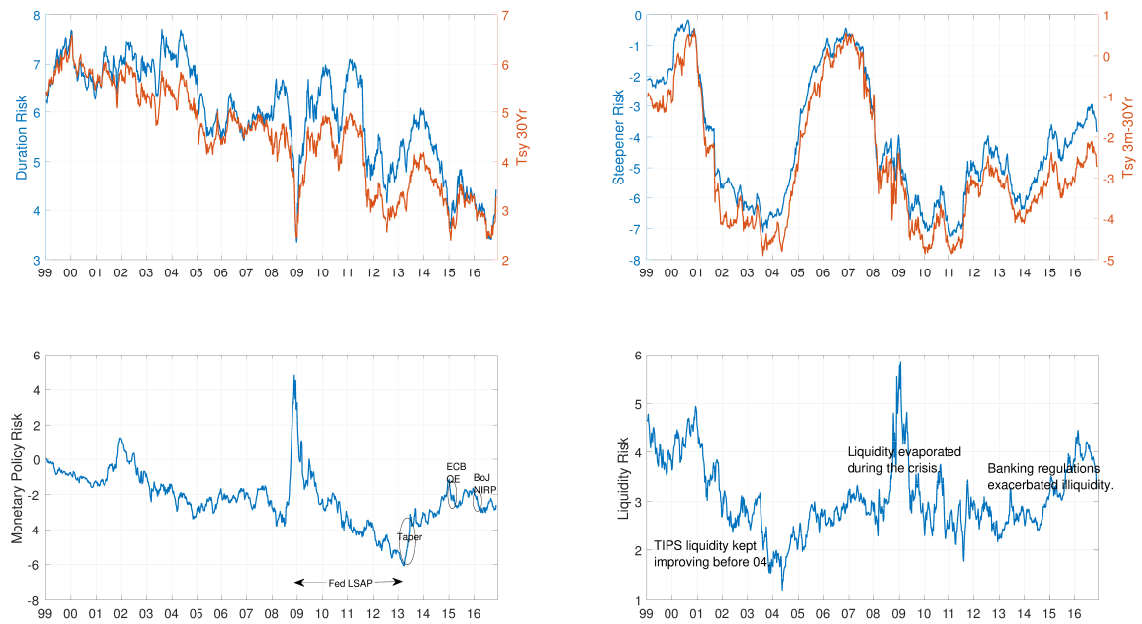 8
7
6
5
4
3
Duration Risk
7
6
5
4
3
2
Tsy 30Yr
99 00 01 02 03 04 05 06 07 08 09 10 11 12 13 14 15 16
0
-1
-2
-3
-4
-5
-6
-7
-8
Steepener Risk
1
0
-1
-2
-3
-4
-5
Tsy 3m-30Yr
99 00 01 02 03 04 05 06 07 08 09 10 11 12 13 14 15 16
6
4
2
0
-2
-4
-6
-8
Monetary Policy Risk
ECB
QE
BoJ
NIRP
Taper
Fed LSAP
99 00 01 02 03 04 05 06 07 08 09 10 11 12 13 14 15 16
6
5
4
3
2
1
Liquidity Risk
Liquidity evaporated
during the crisis.
Banking regulations
exacerbated illiquidity.
TIPS liquidity kept
improving before 04.
99 00 01 02 03 04 05 06 07 08 09 10 11 12 13 14 15 16